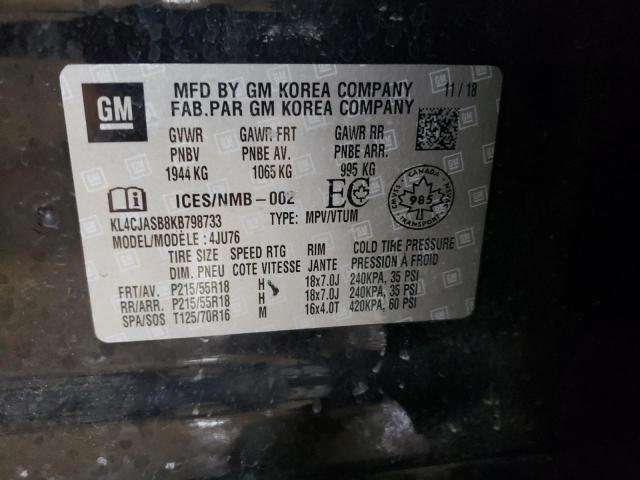 GM
MFD BY GM KOREA COMPANY 11/18
FAB.PAR GM KOREA COMPANY
GVWR GAWR FRT GAWR RR
PNBV PNBE AV. PNBE ARR.
1944 KG 1065 KG 995 KG
ICES/NMB-002 EC
CANADA
985
TRANSPORT
KL4CJASB8KB798733 TYPE: MPV/VTUM
MODEL/MODÈLE: 4JU76
TIRE SIZE SPEED RTG RIM COLD TIRE PRESSURE
DIM. PNEU COTE VITESSE JANTE PRESSION À FROID
FRT/AV. P215/55R18 H 18x7.0J 240KPA, 35 PSI
RR/ARR. P215/55R18 H 18x7.0J 240KPA, 35 PSI
SPA/SOS T125/70R16 M 16x4.0T 420KPA, 60 PSI